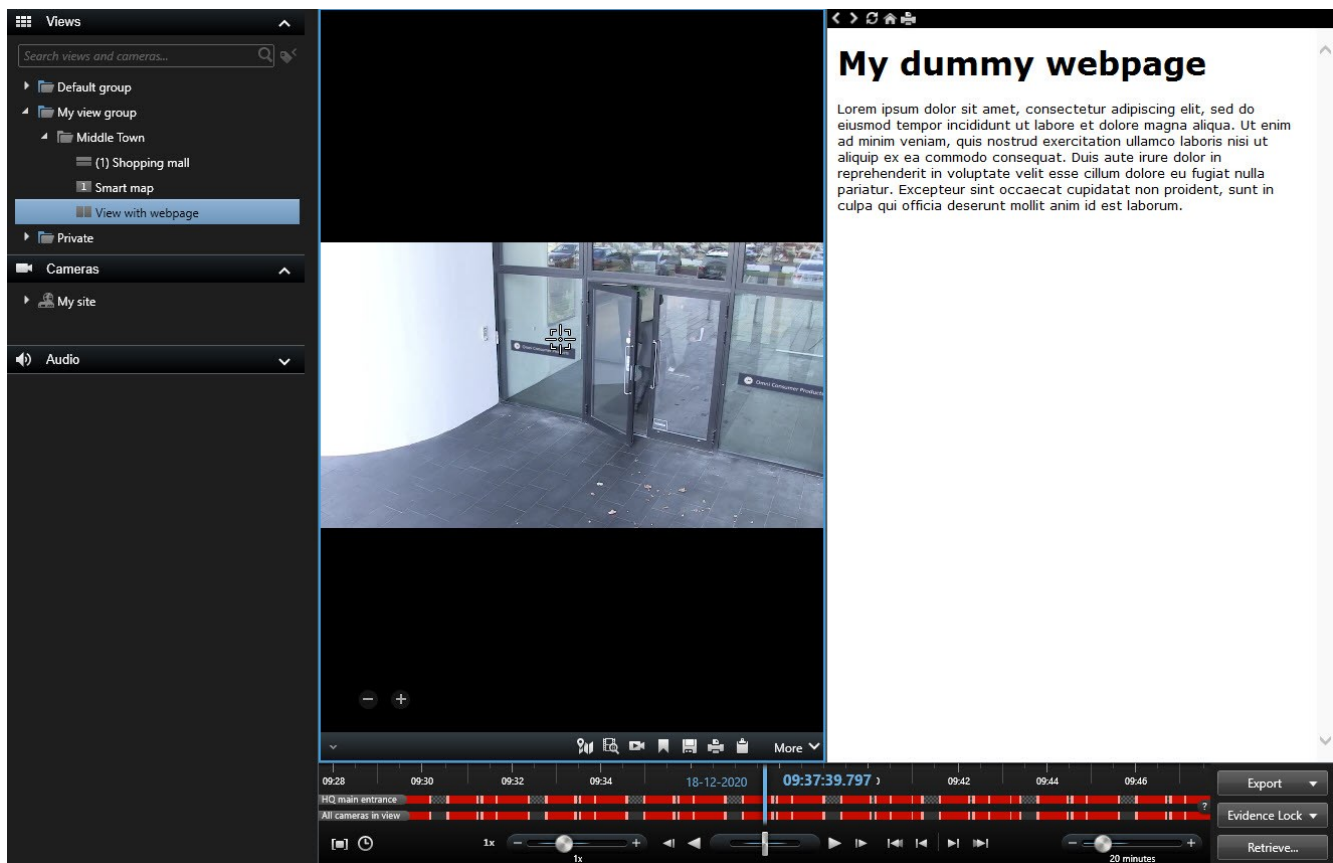 Views
Search views and cameras...
Default group
My view group
Middle Town
(1) Shopping mall
1 Smart map
View with webpage
Private
Cameras
My site
Audio
Omni Consumer Products
Omni Consumer Products
More
My dummy webpage
Lorem ipsum dolor sit amet, consectetur adipiscing elit, sed do
eiusmod tempor incididunt ut labore et dolore magna aliqua. Ut enim
ad minim veniam, quis nostrud exercitation ullamco laboris nisi ut
aliquip ex ea commodo consequat. Duis aute irure dolor in
reprehenderit in voluptate velit esse cillum dolore eu fugiat nulla
pariatur. Excepteur sint occaecat cupidatat non proident, sunt in
culpa qui officia deserunt mollit anim id est laborum.
09:28 09:30 09:32 09:34 18-12-2020 09:37:39.797 09:42 09:44 09:46
HQ main entrance
All cameras in view
?
1x
1x
20 minutes
Export
Evidence Lock
Retrieve...